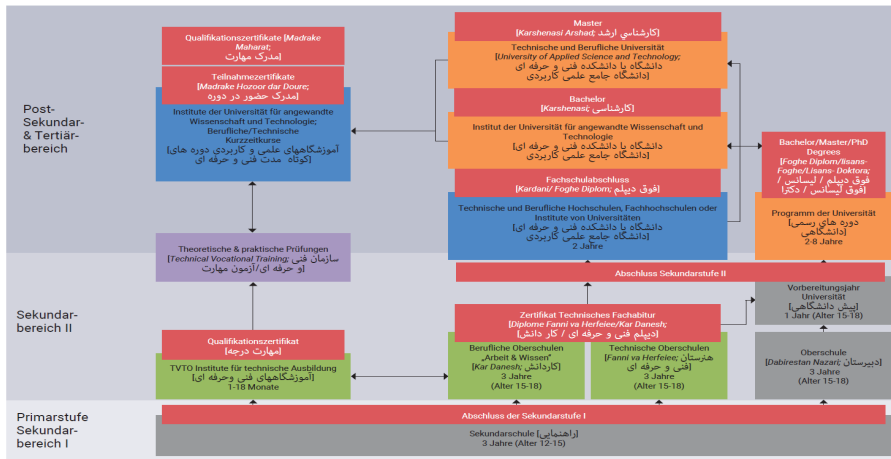 Post-
Sekundar-
& Tertiär-
bereich
Qualifikationszertifikate [Madrake
Maharat;
[مدرک مهارت
Teilnahmezertifikate
[Madrake Hozoor dar Doure;
[مدرک حضور در دوره
Institute der Universität für angewandte
Wissenschaft und Technologie;
Berufliche/Technische
Kurzzeitkurse
[آموزشگاههای علمی و کاربردی دوره های
کوتاه مدت فنی و حرفه ای]
Master
[Karshenasi Arshad; کارشناسي ارشد]
Technische und Berufliche Universität
[University of Applied Science and Technology;
دانشگاه یا دانشکده فنی و حرفه ای
دانشگاه جامع علمی کاربردی]
Bachelor
[Karshenasi; کارشناسی]
Institut der Universität für angewandte Wissenschaft und
Technologie
[دانشگاه یا دانشکده فنی و حرفه ای
دانشگاه جامع علمی کاربردی]
Fachschulabschluss
[Kardani/ Foghe Diplom; فوق دیپلم]
Technische und Berufliche Hochschulen, Fachhochschulen oder
Institute von Universitäten
[دانشگاه یا دانشکده فنی و حرفه ای
دانشگاه جامع علمی کاربردی]
2 Jahre
Bachelor/Master/PhD
Degrees
[Foghe Diplom/lisans-
Foghe/Lisans- Doktora;
فوق دیپلم / لیسانس /
فوق لیسانس / دکترا]
Programm der Universität
[دوره های رسمی
دانشگاهی]
2-8 Jahre
Sekundar-
bereich II
Theoretische & praktische Prüfungen
[Technical Vocational Training; سازمان فنی
و حرفه ای/آزمون مهارت]
Qualifikationszertifikat
[مهارت درجه]
TVTO Institute für technische Ausbildung
[آموزشگاههای فنی وحرفه ای]
1-18 Monate
Abschluss Sekundarstufe II
Zertifikat Technisches Fachabitur
[Diplome Fanni va Herfeiee/Kar Danesh;
دیپلم فنی و حرفه ای / کار دانش]
Berufliche Oberschulen
„Arbeit & Wissen“
[Kar Danesh; کاردانش]
3 Jahre
(Alter 15-18)
Technische Oberschulen
[Fanni va Herfeiee; هنرستان
فنی و حرفه ای]
3 Jahre
(Alter 15-18)
Vorbereitungsjahr
Universität
[پیش دانشگاهی]
1 Jahr (Alter 15-18)
Oberschule
[Dabirestan Nazari; دبیرستان]
3 Jahre
(Alter 15-18)
Primarstufe
Sekundar-
bereich I
Abschluss der Sekundarstufe I
Sekundarschule [راهنمایی]
3 Jahre (Alter 12-15)